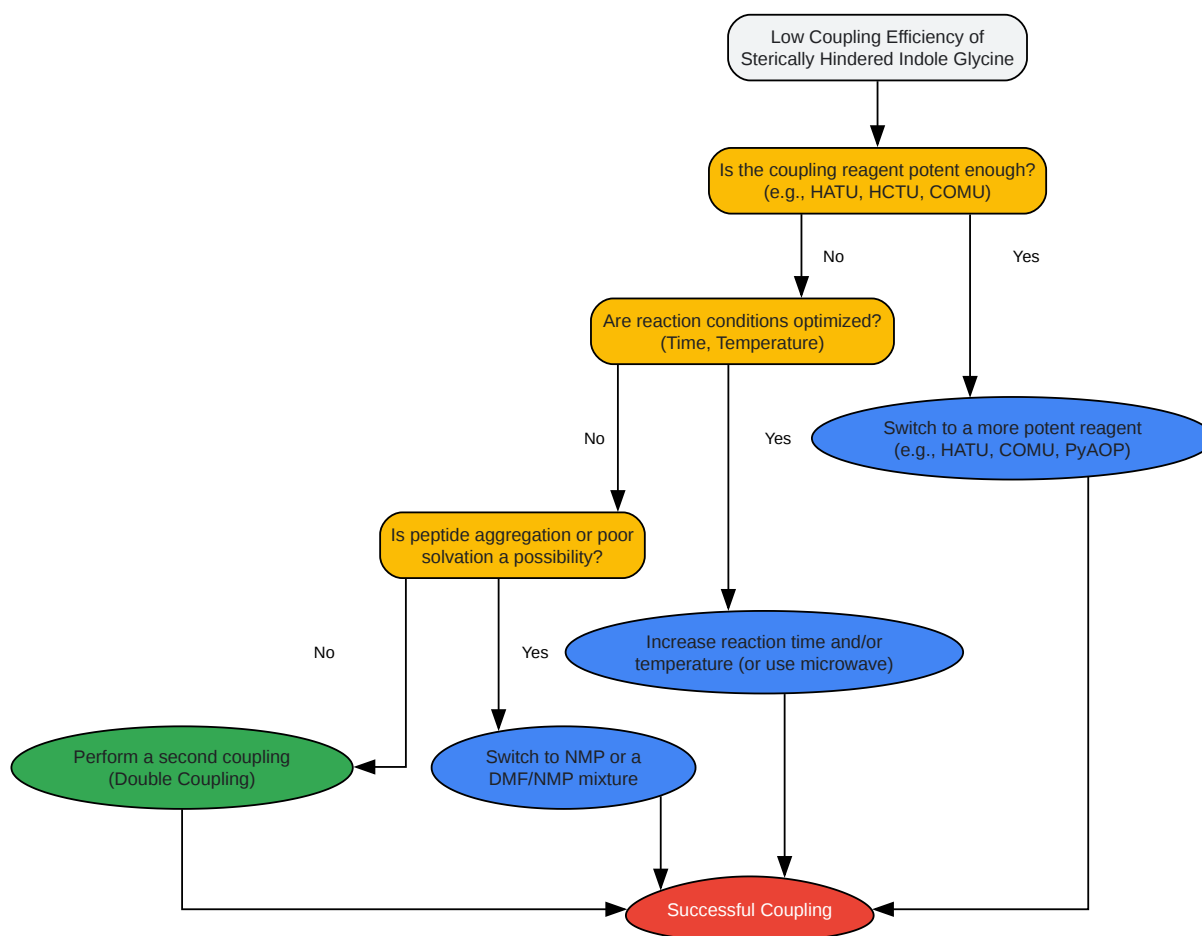 Low Coupling Efficiency of
Sterically Hindered Indole Glycine
Is the coupling reagent potent enough?
(e.g., HATU, HCTU, COMU)
No
Yes
Are reaction conditions optimized?
(Time, Temperature)
No
Yes
Switch to a more potent reagent
(e.g., HATU, COMU, PyAOP)
Is peptide aggregation or poor
solvation a possibility?
No
Yes
Increase reaction time and/or
temperature (or use microwave)
Perform a second coupling
(Double Coupling)
Switch to NMP or a
DMF/NMP mixture
Successful Coupling